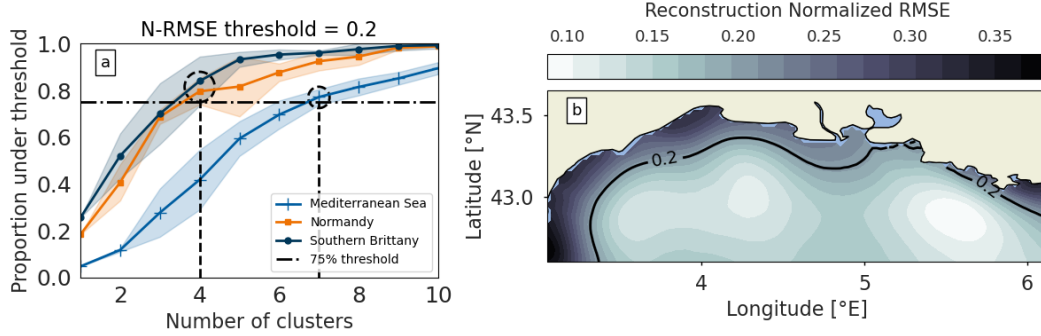 N-RMSE threshold = 0.2
a
Proportion under threshold
1.0
0.8
0.6
0.4
0.2
0.0
Mediterranean Sea
Normandy
Southern Brittany
75% threshold
2 4 6 8 10
Number of clusters
Reconstruction Normalized RMSE
0.10 0.15 0.20 0.25 0.30 0.35
b
Latitude [°N]
43.5
43.0
0.2
0.2
4 5 6
Longitude [°E]